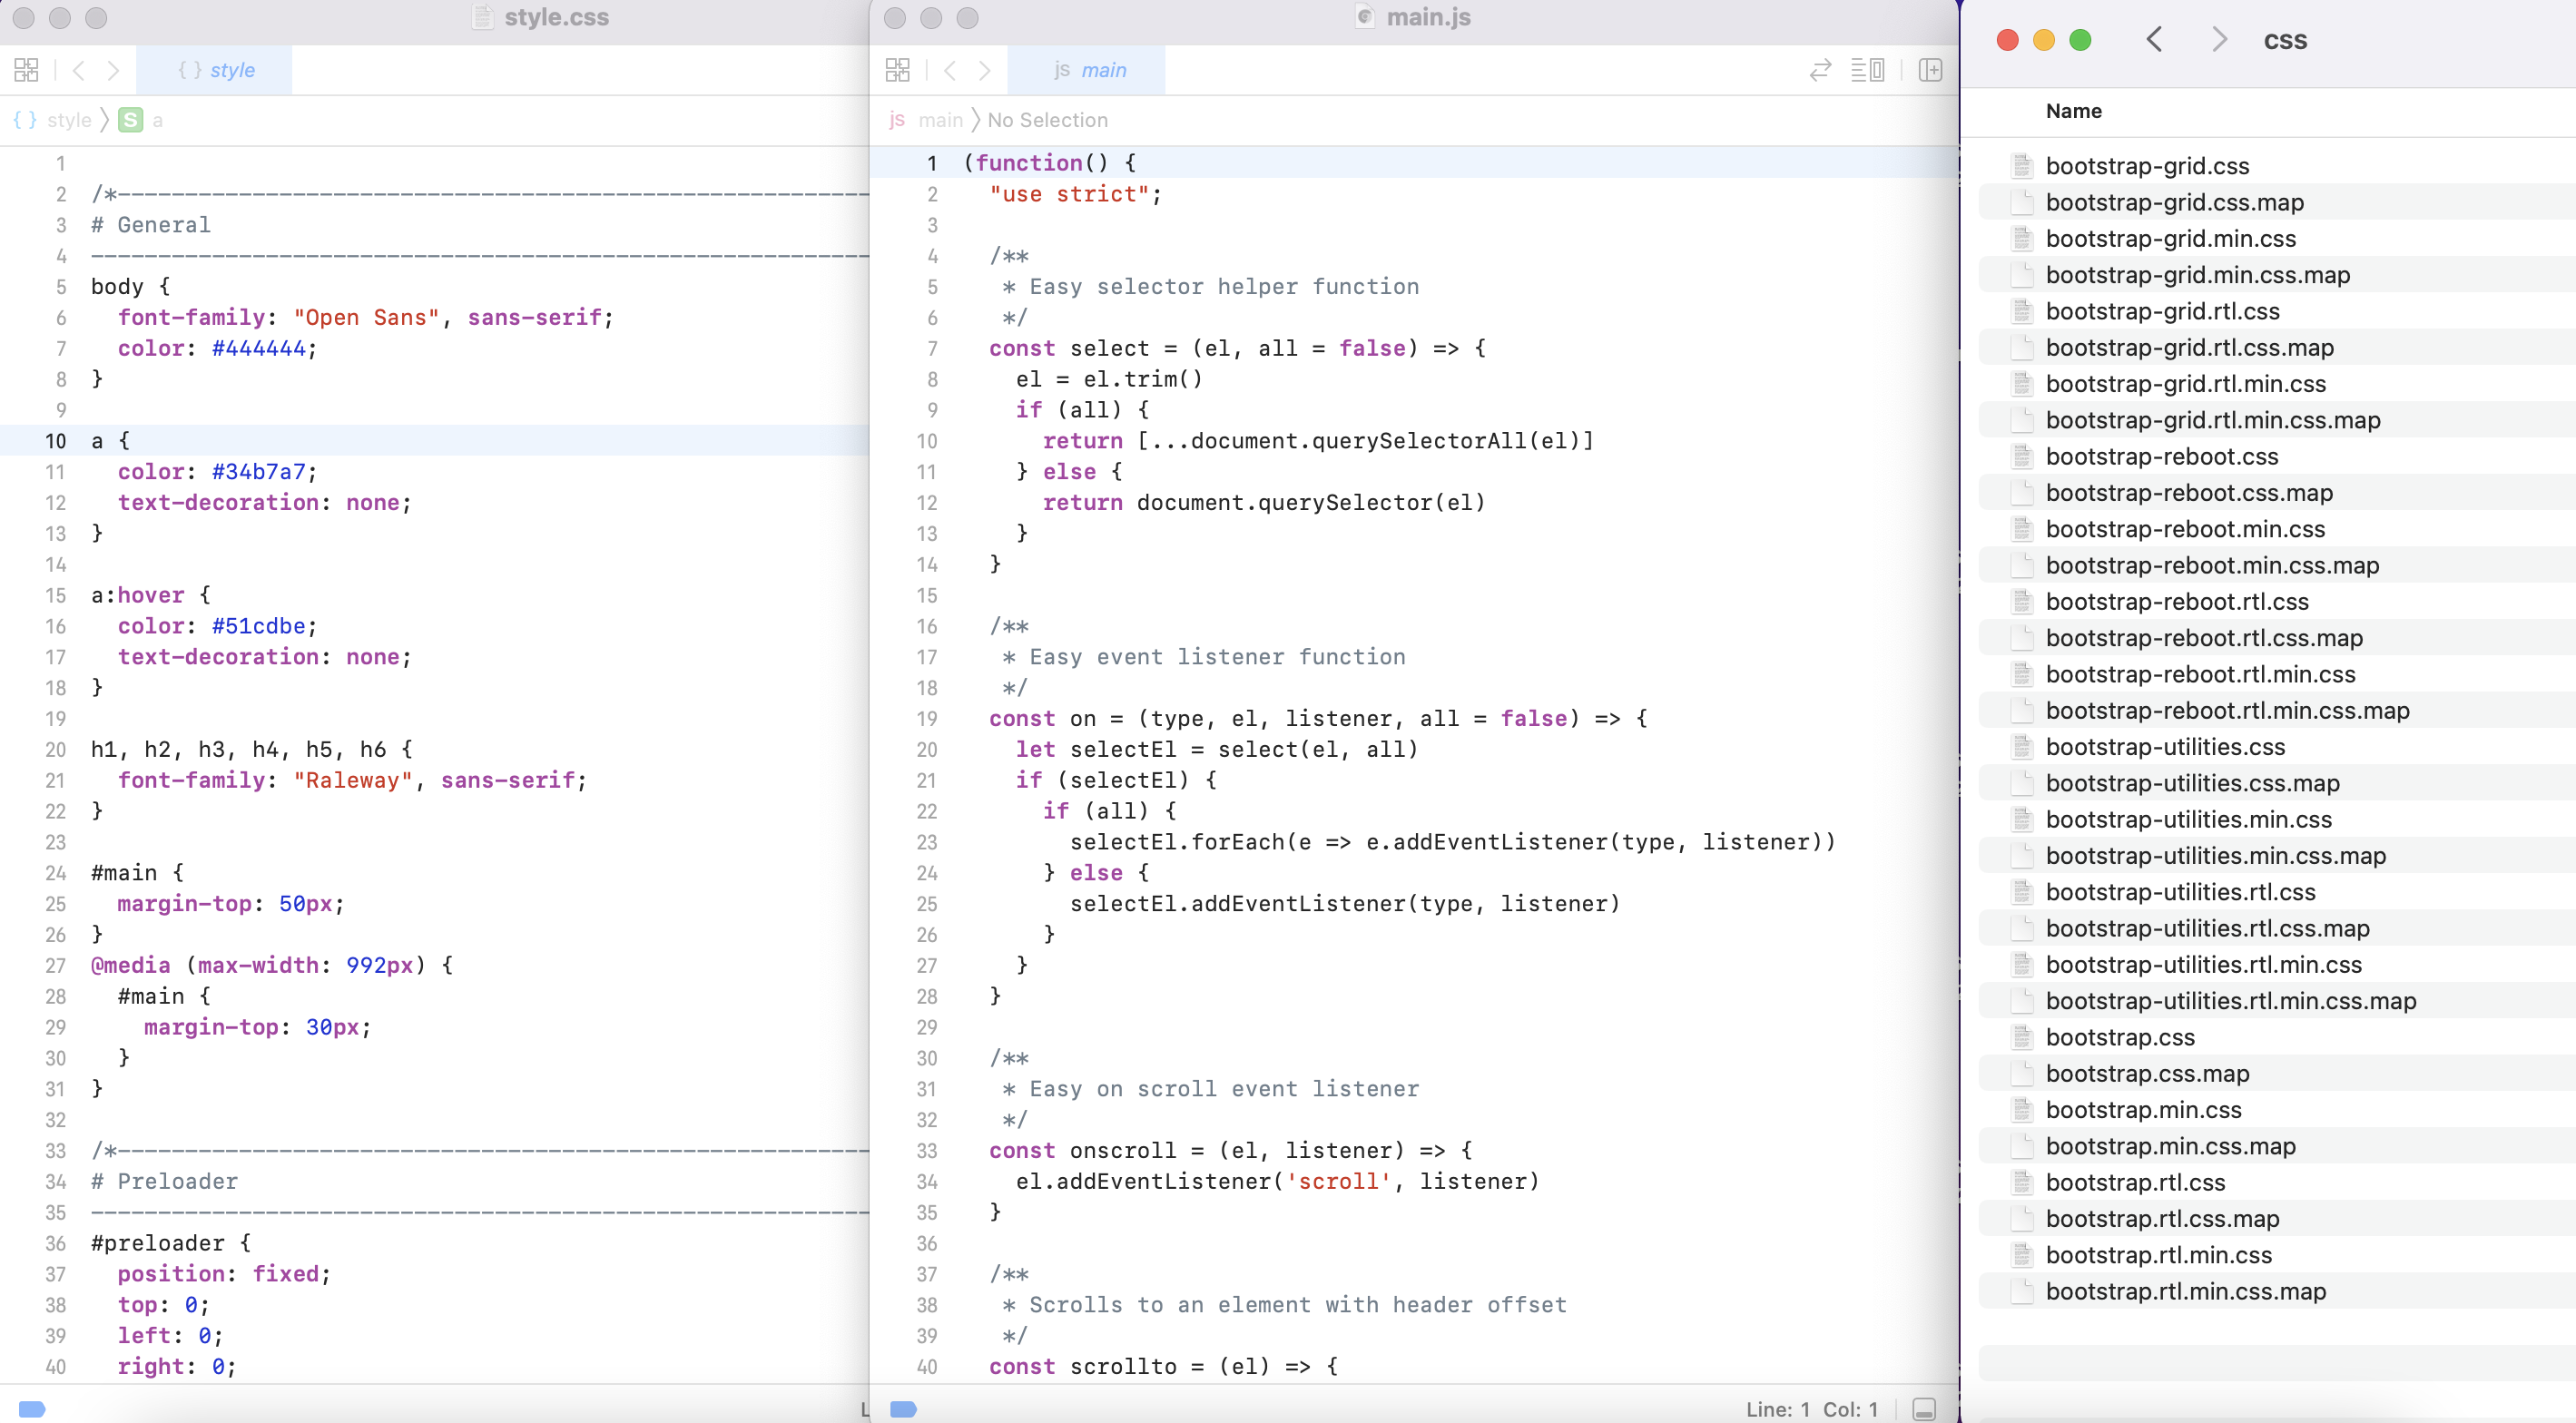 style.css
{ } style
{ } style 〉 S a
1
2 /*--------------------------------------------------------------
3 # General
4 --------------------------------------------------------------
5 body {
6   font-family: "Open Sans", sans-serif;
7   color: #444444;
8 }
9
10 a {
11   color: #34b7a7;
12   text-decoration: none;
13 }
14
15 a:hover {
16   color: #51cdbe;
17   text-decoration: none;
18 }
19
20 h1, h2, h3, h4, h5, h6 {
21   font-family: "Raleway", sans-serif;
22 }
23
24 #main {
25   margin-top: 50px;
26 }
27 @media (max-width: 992px) {
28   #main {
29     margin-top: 30px;
30   }
31 }
32
33 /*--------------------------------------------------------------
34 # Preloader
35 --------------------------------------------------------------
36 #preloader {
37   position: fixed;
38   top: 0;
39   left: 0;
40   right: 0;
L
main.js
js main
js main 〉 No Selection
1 (function() {
2   "use strict";
3
4   /**
5    * Easy selector helper function
6    */
7   const select = (el, all = false) => {
8     el = el.trim()
9     if (all) {
10       return [...document.querySelectorAll(el)]
11     } else {
12       return document.querySelector(el)
13     }
14   }
15
16   /**
17    * Easy event listener function
18    */
19   const on = (type, el, listener, all = false) => {
20     let selectEl = select(el, all)
21     if (selectEl) {
22       if (all) {
23         selectEl.forEach(e => e.addEventListener(type, listener))
24       } else {
25         selectEl.addEventListener(type, listener)
26       }
27     }
28   }
29
30   /**
31    * Easy on scroll event listener
32    */
33   const onscroll = (el, listener) => {
34     el.addEventListener('scroll', listener)
35   }
36
37   /**
38    * Scrolls to an element with header offset
39    */
40   const scrollto = (el) => {
Line: 1 Col: 1
css
Name
bootstrap-grid.css
bootstrap-grid.css.map
bootstrap-grid.min.css
bootstrap-grid.min.css.map
bootstrap-grid.rtl.css
bootstrap-grid.rtl.css.map
bootstrap-grid.rtl.min.css
bootstrap-grid.rtl.min.css.map
bootstrap-reboot.css
bootstrap-reboot.css.map
bootstrap-reboot.min.css
bootstrap-reboot.min.css.map
bootstrap-reboot.rtl.css
bootstrap-reboot.rtl.css.map
bootstrap-reboot.rtl.min.css
bootstrap-reboot.rtl.min.css.map
bootstrap-utilities.css
bootstrap-utilities.css.map
bootstrap-utilities.min.css
bootstrap-utilities.min.css.map
bootstrap-utilities.rtl.css
bootstrap-utilities.rtl.css.map
bootstrap-utilities.rtl.min.css
bootstrap-utilities.rtl.min.css.map
bootstrap.css
bootstrap.css.map
bootstrap.min.css
bootstrap.min.css.map
bootstrap.rtl.css
bootstrap.rtl.css.map
bootstrap.rtl.min.css
bootstrap.rtl.min.css.map